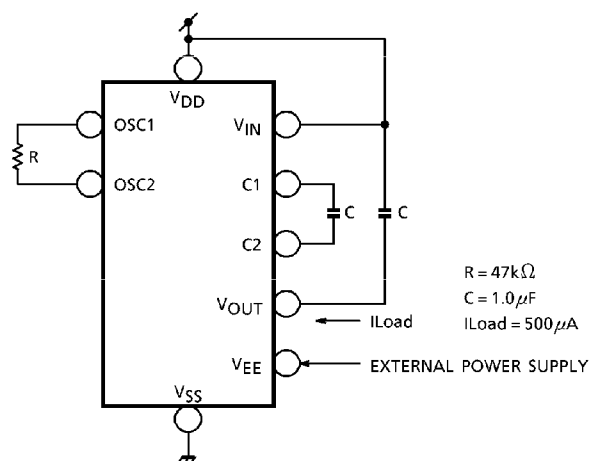 VDD
OSC1
VIN
R
OSC2
C1
C
C
C2
R = 47kΩ
C = 1.0μF
ILoad = 500μA
VOUT
ILoad
VEE
EXTERNAL POWER SUPPLY
VSS